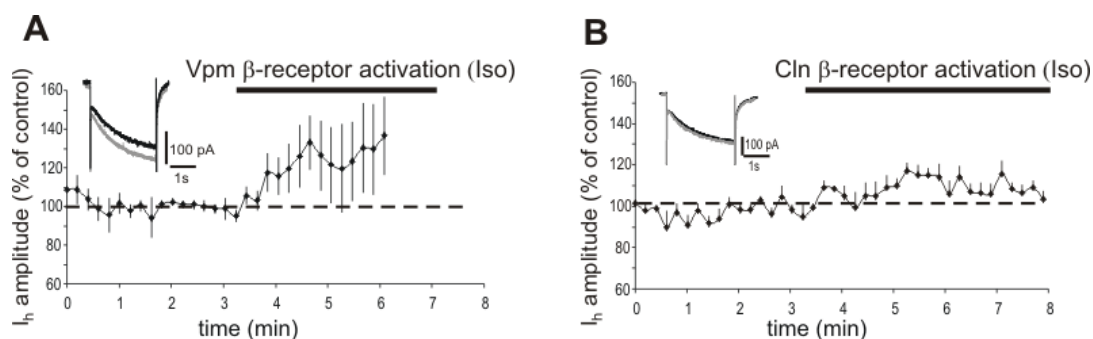 A
Vpm β-receptor activation (Iso)
Ih amplitude (% of control)
160
140
120
100
80
60
100 pA
1s
0 1 2 3 4 5 6 7 8
time (min)
B
Cln β-receptor activation (Iso)
Ih amplitude (% of control)
160
140
120
100
80
60
100 pA
1s
0 1 2 3 4 5 6 7 8
time (min)